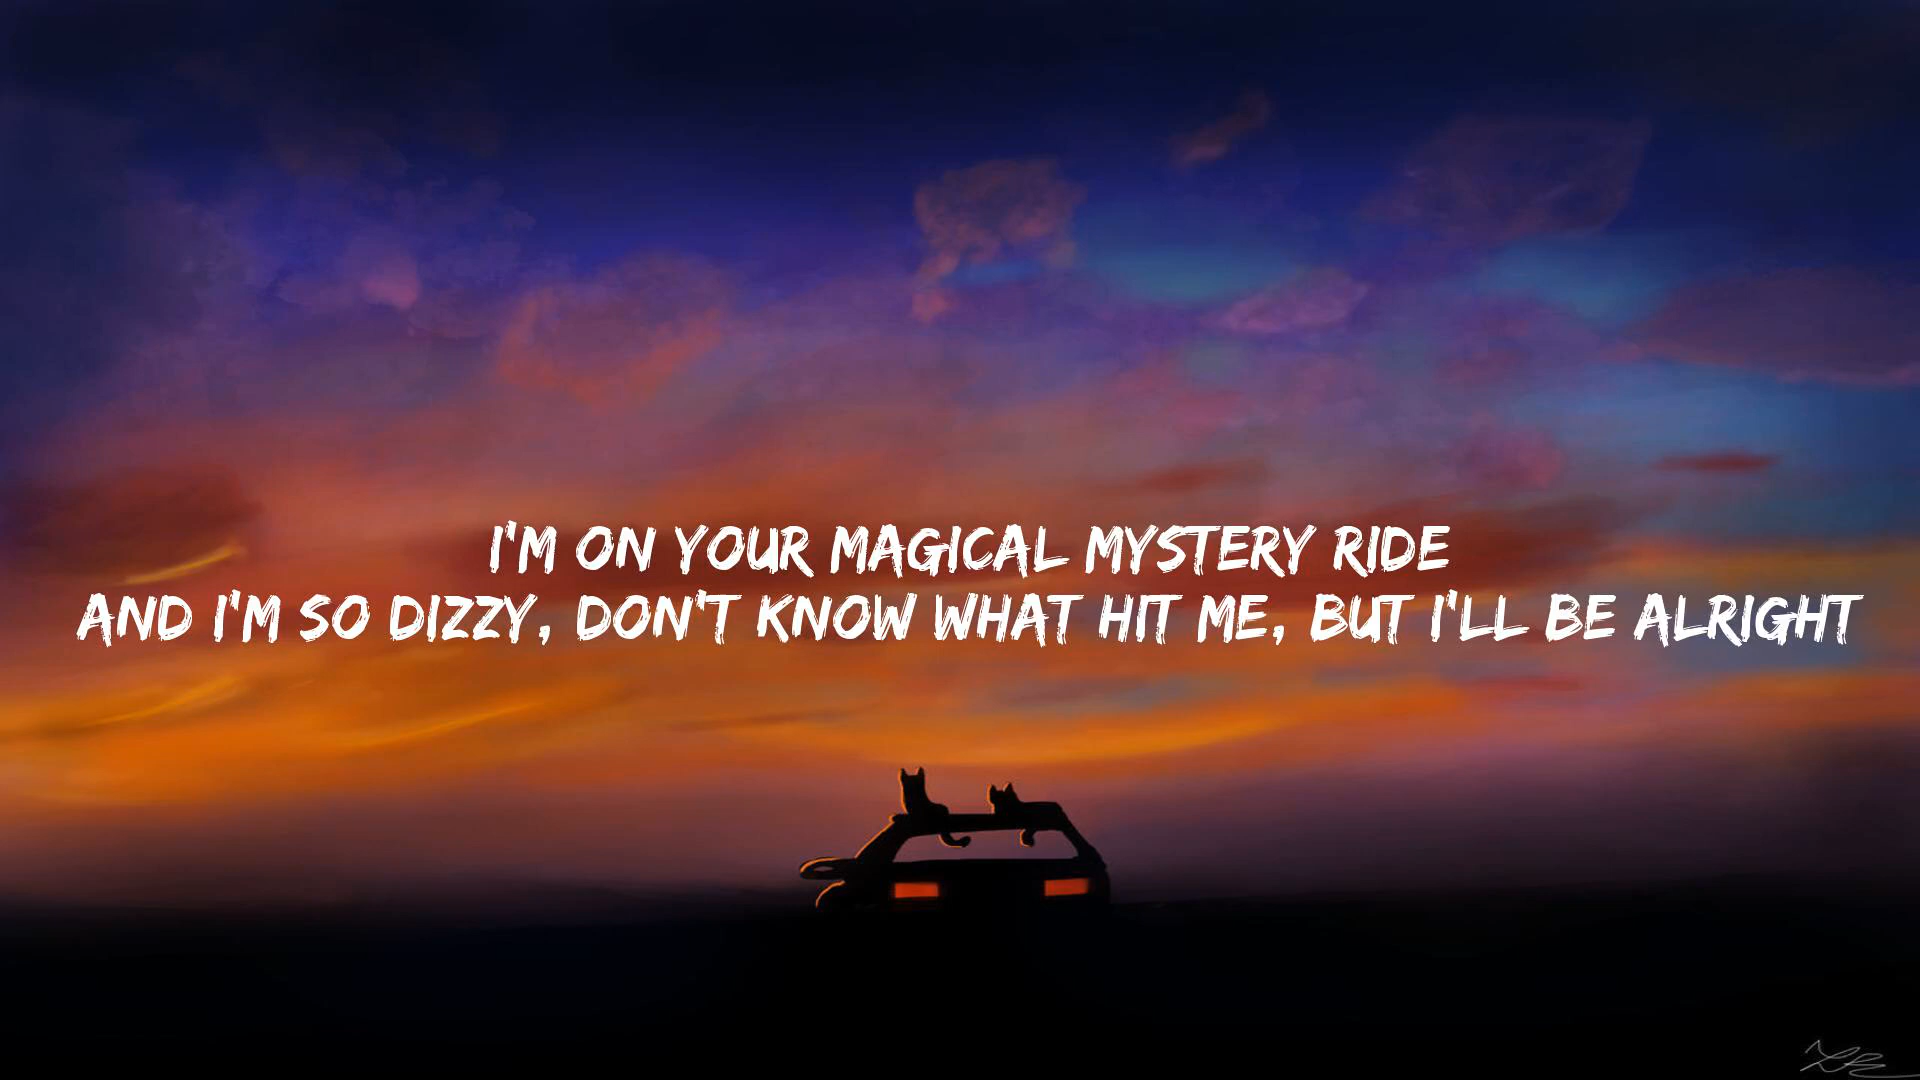 I'M ON YOUR MAGICAL MYSTERY RIDE
AND I'M SO DIZZY, DON'T KNOW WHAT HIT ME, BUT I'LL BE ALRIGHT